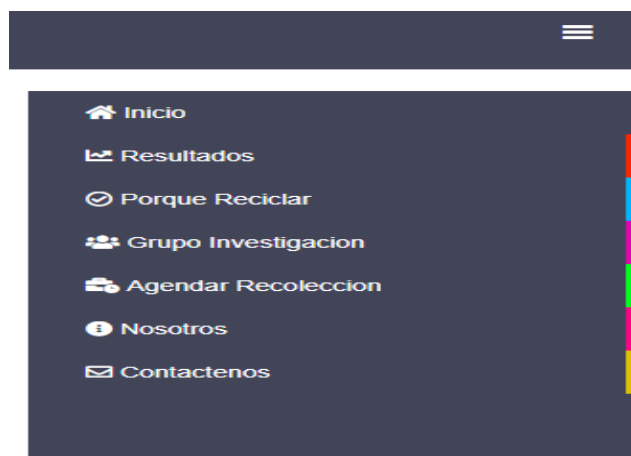 Inicio
Resultados
Porque Reciclar
Grupo Investigacion
Agendar Recoleccion
Nosotros
Contactenos